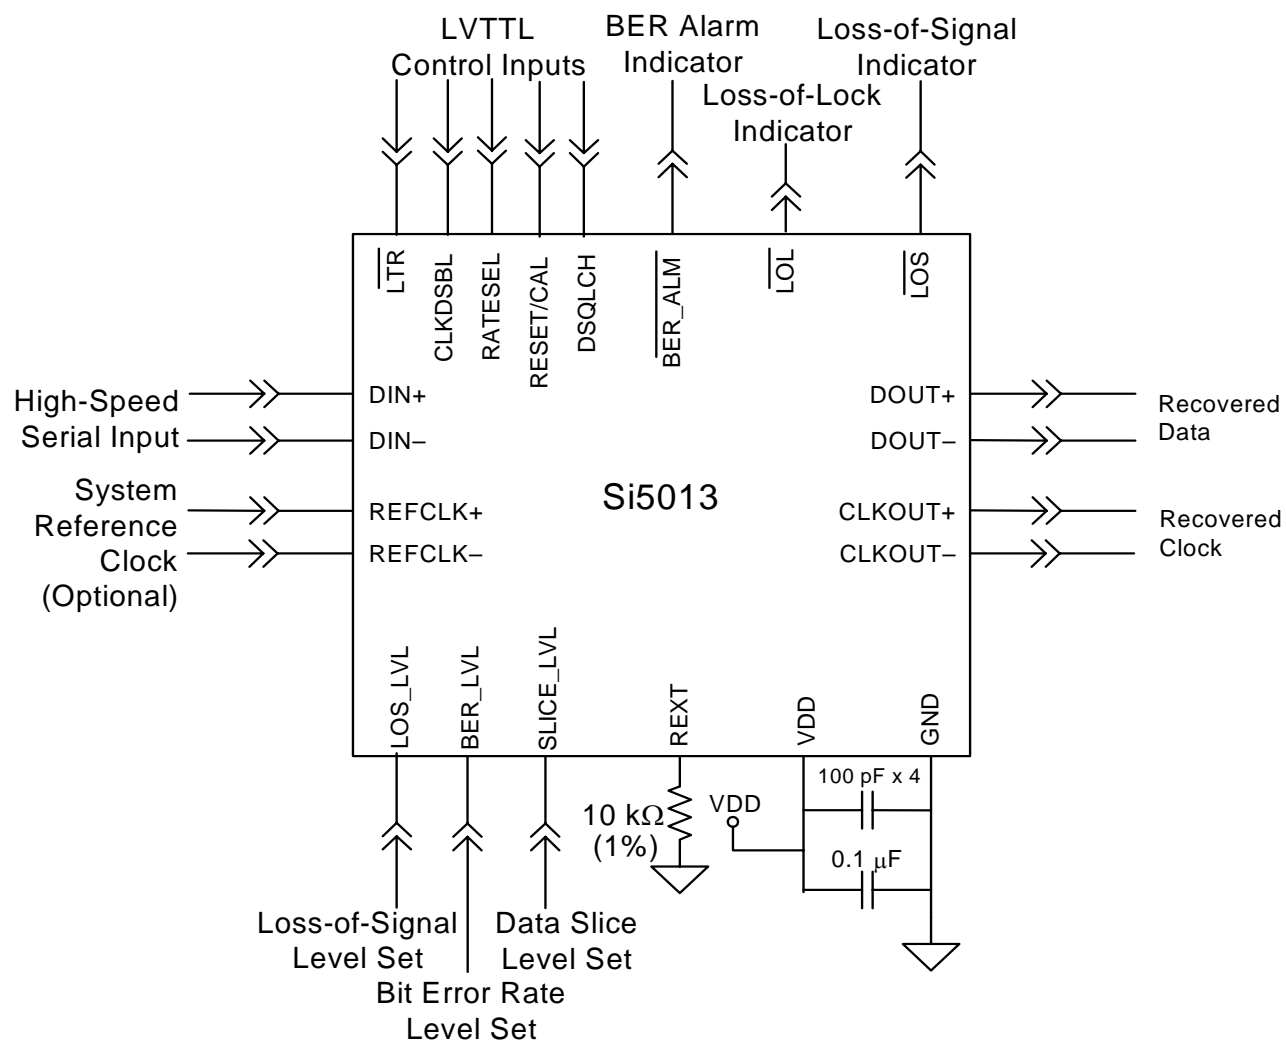 LVTTL
Control Inputs
BER Alarm
Indicator
Loss-of-Signal
Indicator
Loss-of-Lock
Indicator
LTR
CLKDSBL
RATESEL
RESET/CAL
DSQLCH
BER_ALM
LOL
LOS
High-Speed
Serial Input
DIN+
DIN–
System
Reference
Clock
(Optional)
REFCLK+
REFCLK–
Si5013
DOUT+
DOUT–
Recovered
Data
CLKOUT+
CLKOUT–
Recovered
Clock
LOS_LVL
BER_LVL
SLICE_LVL
REXT
VDD
GND
10 kΩ
(1%)
VDD
100 pF x 4
0.1 μF
Loss-of-Signal
Level Set
Data Slice
Level Set
Bit Error Rate
Level Set